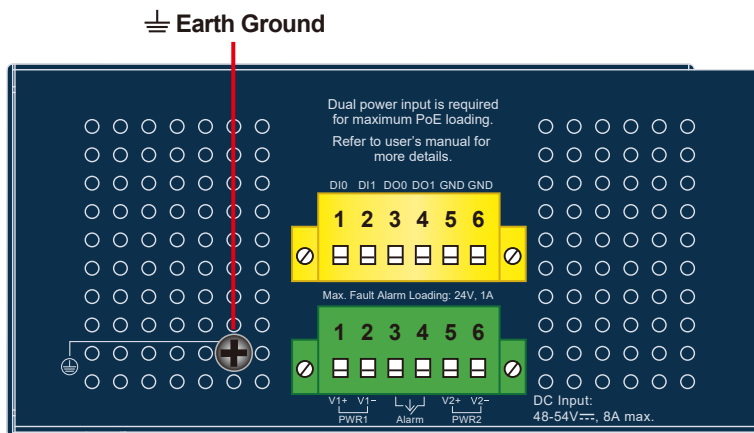 Earth Ground
Dual power input is required
for maximum PoE loading.
Refer to user's manual for
more details.
DI0 DI1 DO0 DO1 GND GND
1 2 3 4 5 6
Max. Fault Alarm Loading: 24V, 1A
1 2 3 4 5 6
V1+ V1− V2+ V2−
PWR1 Alarm PWR2
DC Input:
48-54V⎓, 8A max.